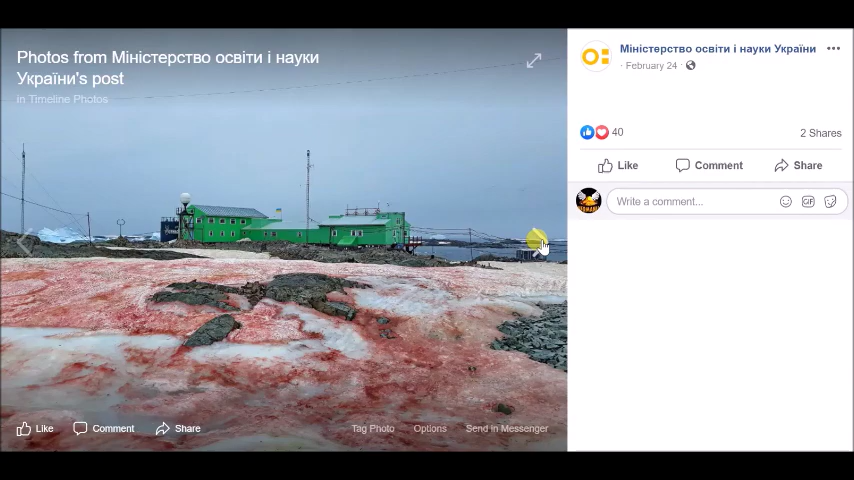 Photos from Міністерство освіти і науки
України's post
in Timeline Photos
Міністерство освіти і науки України
· February 24 ·
40
2 Shares
Like
Comment
Share
Write a comment...
GIF
Like
Comment
Share
Tag Photo
Options
Send in Messenger